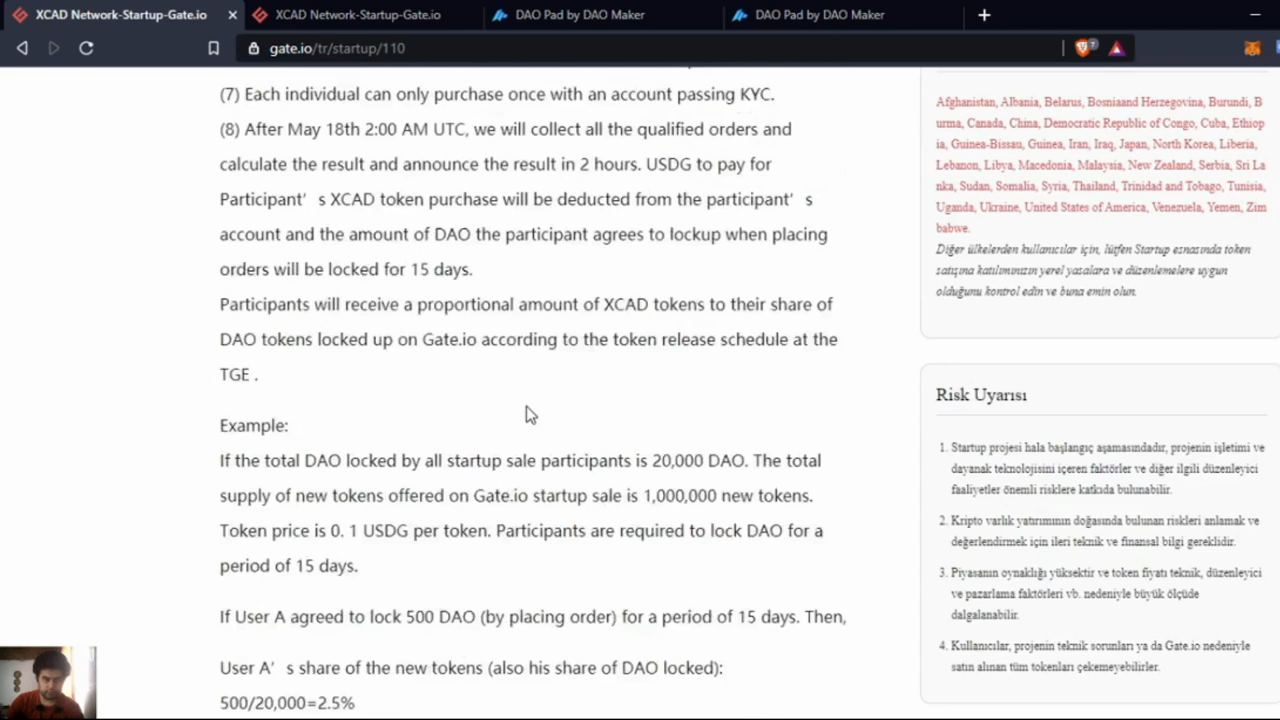 XCAD Network-Startup-Gate.io
XCAD Network-Startup-Gate.io
DAO Pad by DAO Maker
DAO Pad by DAO Maker
gate.io/tr/startup/110
(7) Each individual can only purchase once with an account passing KYC.
(8) After May 18th 2:00 AM UTC, we will collect all the qualified orders and
calculate the result and announce the result in 2 hours. USDG to pay for
Participant' s XCAD token purchase will be deducted from the participant' s
account and the amount of DAO the participant agrees to lockup when placing
orders will be locked for 15 days.
Participants will receive a proportional amount of XCAD tokens to their share of
DAO tokens locked up on Gate.io according to the token release schedule at the
TGE .
Example:
If the total DAO locked by all startup sale participants is 20,000 DAO. The total
supply of new tokens offered on Gate.io startup sale is 1,000,000 new tokens.
Token price is 0. 1 USDG per token. Participants are required to lock DAO for a
period of 15 days.
If User A agreed to lock 500 DAO (by placing order) for a period of 15 days. Then,
User A' s share of the new tokens (also his share of DAO locked):
500/20,000=2.5%
Afghanistan, Albania, Belarus, Bosniaand Herzegovina, Burundi, B
urma, Canada, China, Democratic Republic of Congo, Cuba, Ethiop
ia, Guinea-Bissau, Guinea, Iran, Iraq, Japan, North Korea, Liberia,
Lebanon, Libya, Macedonia, Malaysia, New Zealand, Serbia, Sri La
nka, Sudan, Somalia, Syria, Thailand, Trinidad and Tobago, Tunisia,
Uganda, Ukraine, United States of America, Venezuela, Yemen, Zim
babwe.
Diğer ülkelerden kullanıcılar için, lütfen Startup esnasında token
satışına katılımınızın yerel yasalara ve düzenlemelere uygun
olduğunu kontrol edin ve buna emin olun.
Risk Uyarısı
1. Startup projesi hala başlangıç aşamasındadır, projenin işletimi ve
dayanak teknolojisini içeren faktörler ve diğer ilgili düzenleyici
faaliyetler önemli risklere katkıda bulunabilir.
2. Kripto varlık yatırımının doğasında bulunan riskleri anlamak ve
değerlendirmek için ileri teknik ve finansal bilgi gereklidir.
3. Piyasanın oynaklığı yüksektir ve token fiyatı teknik, düzenleyici
ve pazarlama faktörleri vb. nedeniyle büyük ölçüde
dalgalanabilir.
4. Kullanıcılar, projenin teknik sorunları ya da Gate.io nedeniyle
satın alınan tüm tokenları çekemeyebilirler.